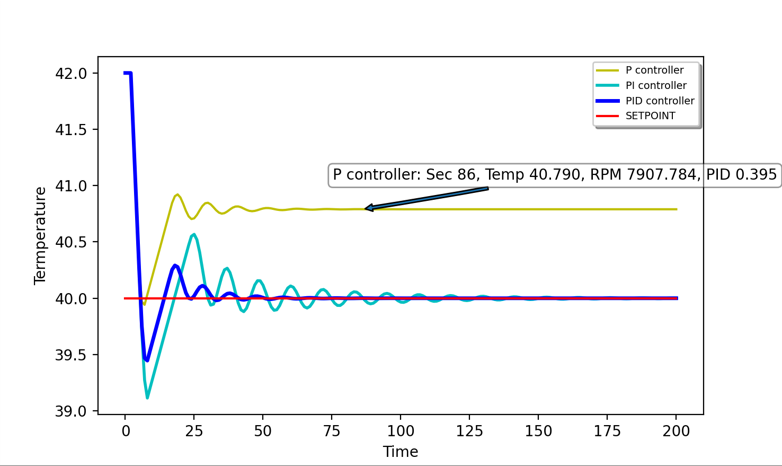 P controller
PI controller
PID controller
SETPOINT
P controller: Sec 86, Temp 40.790, RPM 7907.784, PID 0.395
Termperature
42.0
41.5
41.0
40.5
40.0
39.5
39.0
0 25 50 75 100 125 150 175 200
Time